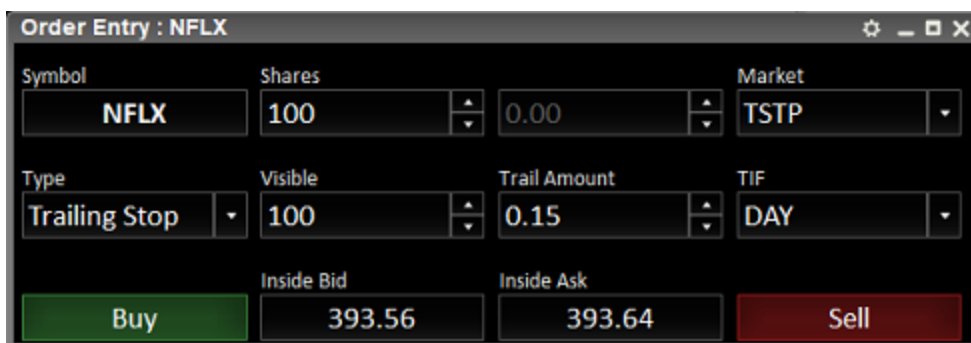 Order Entry : NFLX
Symbol Shares Market
NFLX 100 0.00 TSTP
Type Visible Trail Amount TIF
Trailing Stop 100 0.15 DAY
Inside Bid Inside Ask
Buy 393.56 393.64 Sell